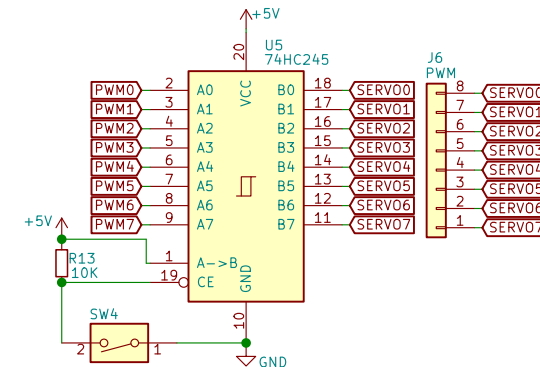 +5V
U5
74HC245
20
VCC
PWM0 2 A0 B0 18 SERVO0
PWM1 3 A1 B1 17 SERVO1
PWM2 4 A2 B2 16 SERVO2
PWM3 5 A3 B3 15 SERVO3
PWM4 6 A4 B4 14 SERVO4
PWM5 7 A5 B5 13 SERVO5
PWM6 8 A6 B6 12 SERVO6
PWM7 9 A7 B7 11 SERVO7
J6
PWM
8 SERVO0
7 SERVO1
6 SERVO2
5 SERVO3
4 SERVO4
3 SERVO5
2 SERVO6
1 SERVO7
+5V
1 A->B
R13
10K
19 CE
GND
10
SW4
2 1
GND